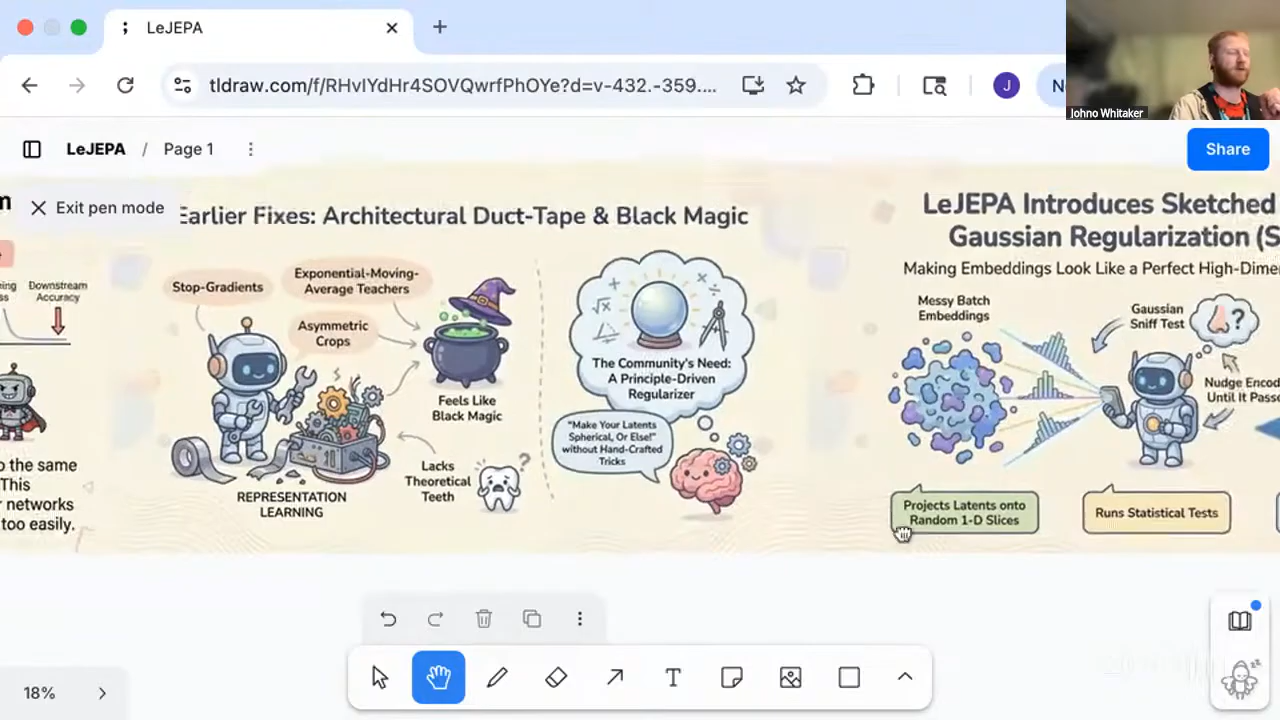 LeJEPA
tldraw.com/f/RHvIYdHr4SOVQwrfPhOYe?d=v-432.-359....
J
Johno Whitaker
LeJEPA / Page 1
Share
Exit pen mode
Earlier Fixes: Architectural Duct-Tape & Black Magic
Downstream
Accuracy
o the same
This
networks
too easily.
Stop-Gradients
Exponential-Moving-
Average Teachers
Asymmetric
Crops
Feels Like
Black Magic
Lacks
Theoretical
Teeth
?
REPRESENTATION
LEARNING
The Community's Need:
A Principle-Driven
Regularizer
"Make Your Latents
Spherical, Or Else!"
without Hand-Crafted
Tricks
LeJEPA Introduces Sketched
Gaussian Regularization (S
Making Embeddings Look Like a Perfect High-Dime
Messy Batch
Embeddings
Gaussian
Sniff Test
?
Nudge Encod
Until It Passe
Projects Latents onto
Random 1-D Slices
Runs Statistical Tests
T
18%